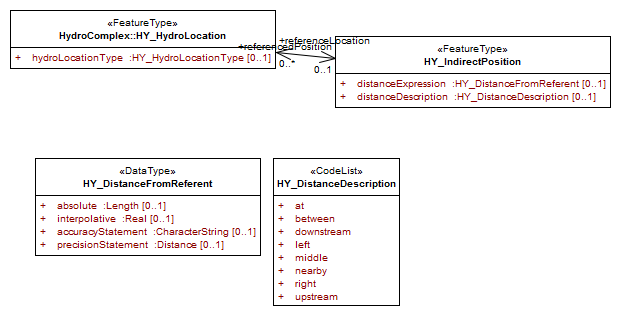 «FeatureType»
HydroComplex::HY_HydroLocation
+ hydroLocationType :HY_HydroLocationType [0..1]
+referenceLocation
+referencedPosition
0..*
0..1
«FeatureType»
HY_IndirectPosition
+ distanceExpression :HY_DistanceFromReferent [0..1]
+ distanceDescription :HY_DistanceDescription [0..1]
«DataType»
HY_DistanceFromReferent
+ absolute :Length [0..1]
+ interpolative :Real [0..1]
+ accuracyStatement :CharacterString [0..1]
+ precisionStatement :Distance [0..1]
«CodeList»
HY_DistanceDescription
+ at
+ between
+ downstream
+ left
+ middle
+ nearby
+ right
+ upstream